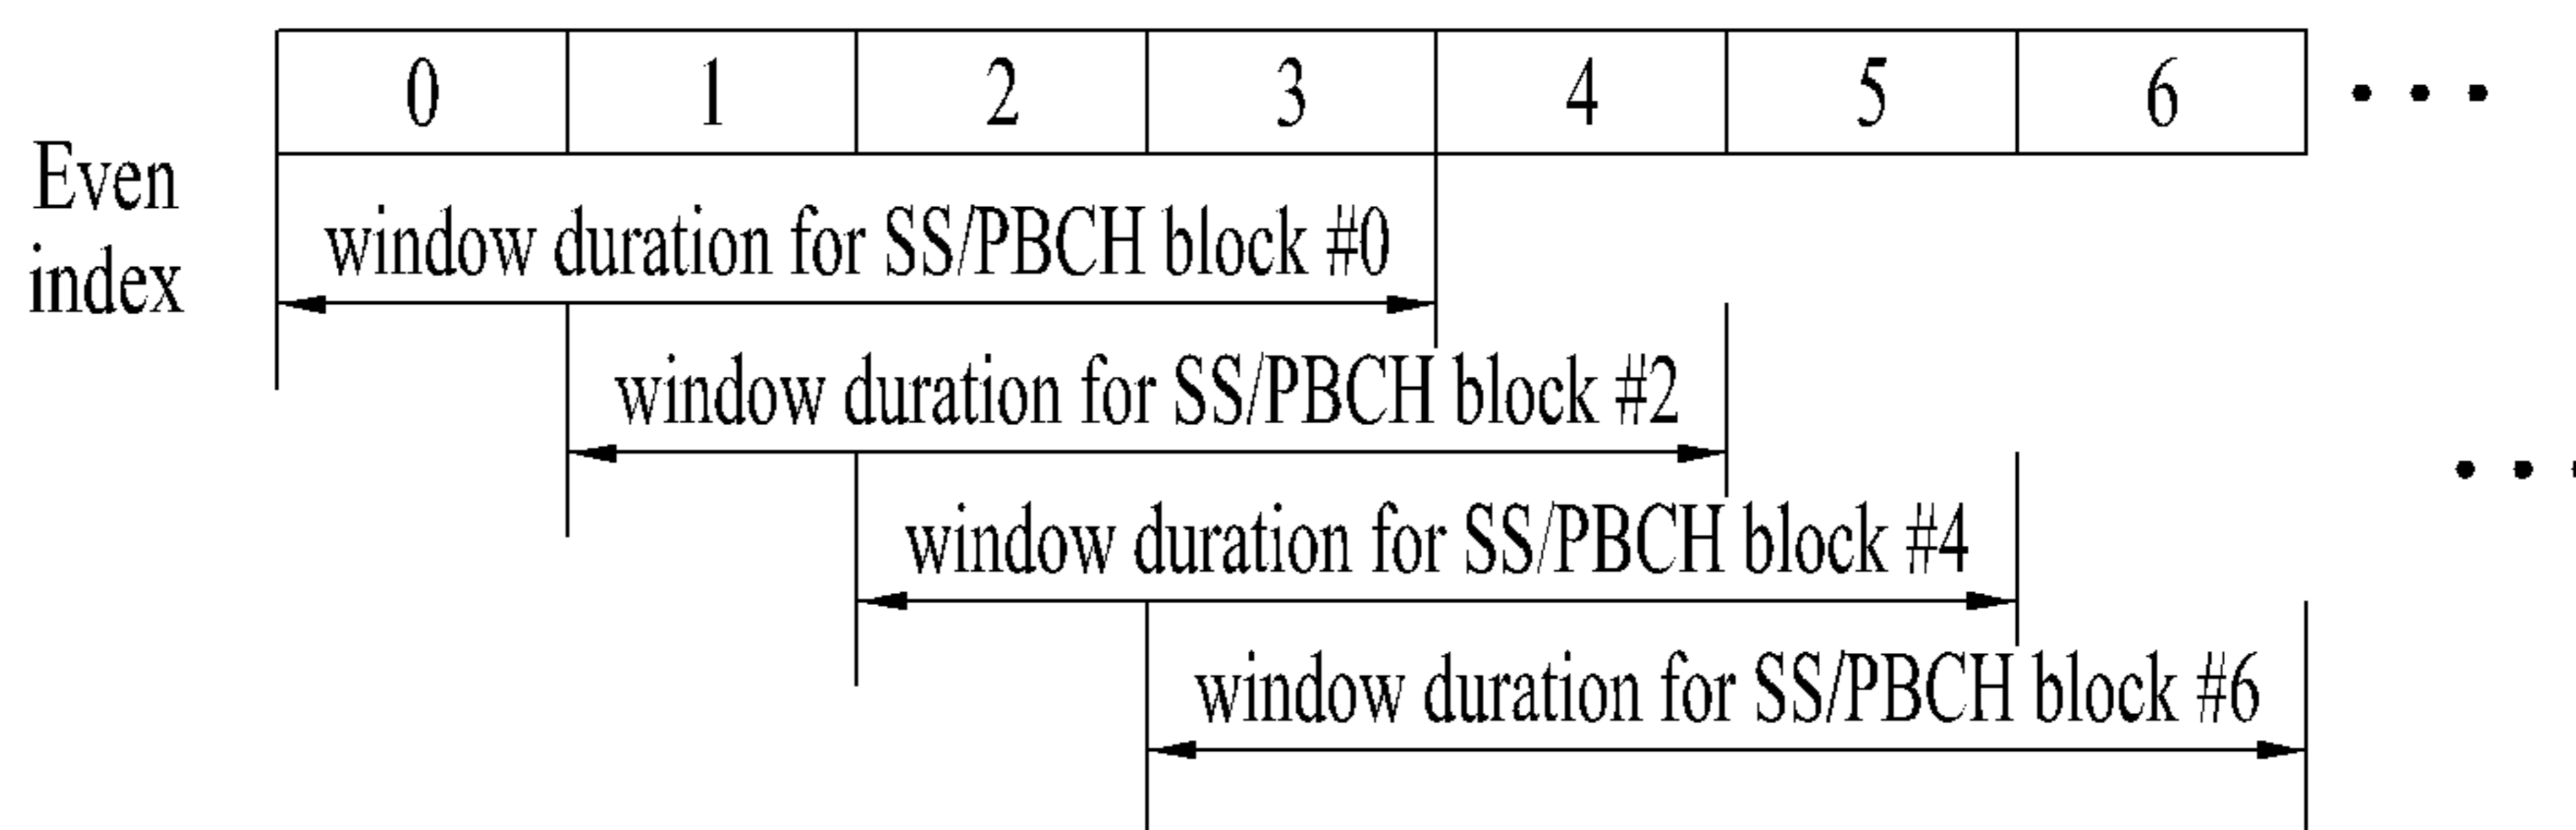 0 1 2 3 4 5 6 • • •
Even
index
window duration for SS/PBCH block #0
window duration for SS/PBCH block #2
window duration for SS/PBCH block #4
window duration for SS/PBCH block #6